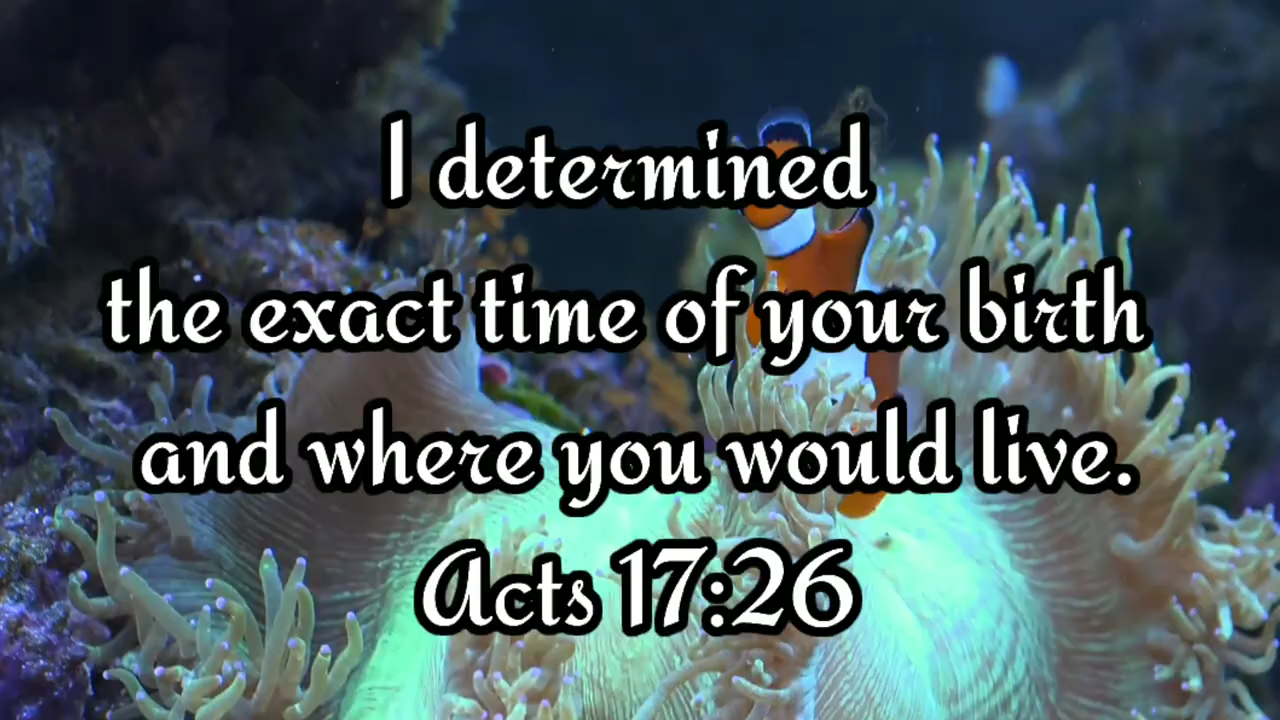 I determined
the exact time of your birth
and where you would live.
Acts 17:26